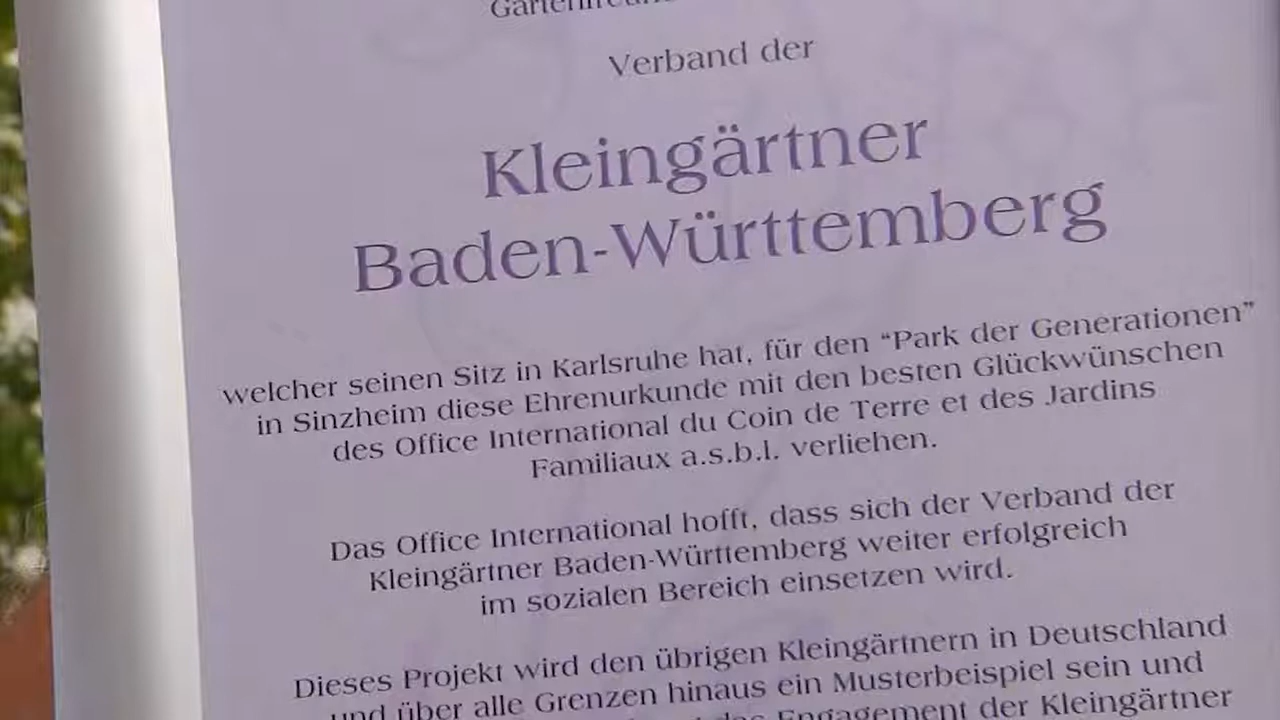 Verband der
Kleingärtner
Baden-Württemberg
welcher seinen Sitz in Karlsruhe hat, für den “Park der Generationen”
in Sinzheim diese Ehrenurkunde mit den besten Glückwünschen
des Office International du Coin de Terre et des Jardins
Familiaux a.s.b.l. verliehen.
Das Office International hofft, dass sich der Verband der
Kleingärtner Baden-Württemberg weiter erfolgreich
im sozialen Bereich einsetzen wird.
Dieses Projekt wird den übrigen Kleingärtnern in Deutschland
und über alle Grenzen hinaus ein Musterbeispiel sein und
Engagement der Kleingärtner